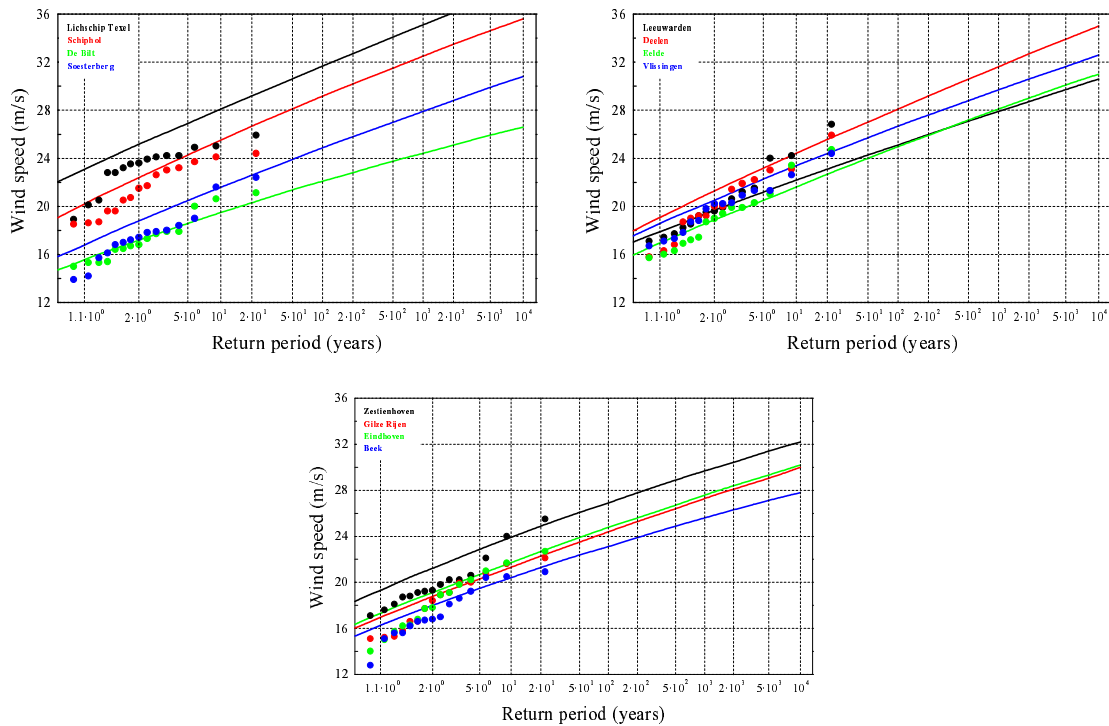 36
32
28
24
20
16
12
Wind speed (m/s)
Lichschip Texel
Schiphol
De Bilt
Soesterberg
1.1·10⁰ 2·10⁰ 5·10⁰ 10¹ 2·10¹ 5·10¹ 10² 2·10² 5·10² 10³ 2·10³ 5·10³ 10⁴
Return period (years)
36
32
28
24
20
16
12
Wind speed (m/s)
Leeuwarden
Deelen
Eelde
Vlissingen
1.1·10⁰ 2·10⁰ 5·10⁰ 10¹ 2·10¹ 5·10¹ 10² 2·10² 5·10² 10³ 2·10³ 5·10³ 10⁴
Return period (years)
36
32
28
24
20
16
12
Wind speed (m/s)
Zestienhoven
Gilze Rijen
Eindhoven
Beek
1.1·10⁰ 2·10⁰ 5·10⁰ 10¹ 2·10¹ 5·10¹ 10² 2·10² 5·10² 10³ 2·10³ 5·10³ 10⁴
Return period (years)